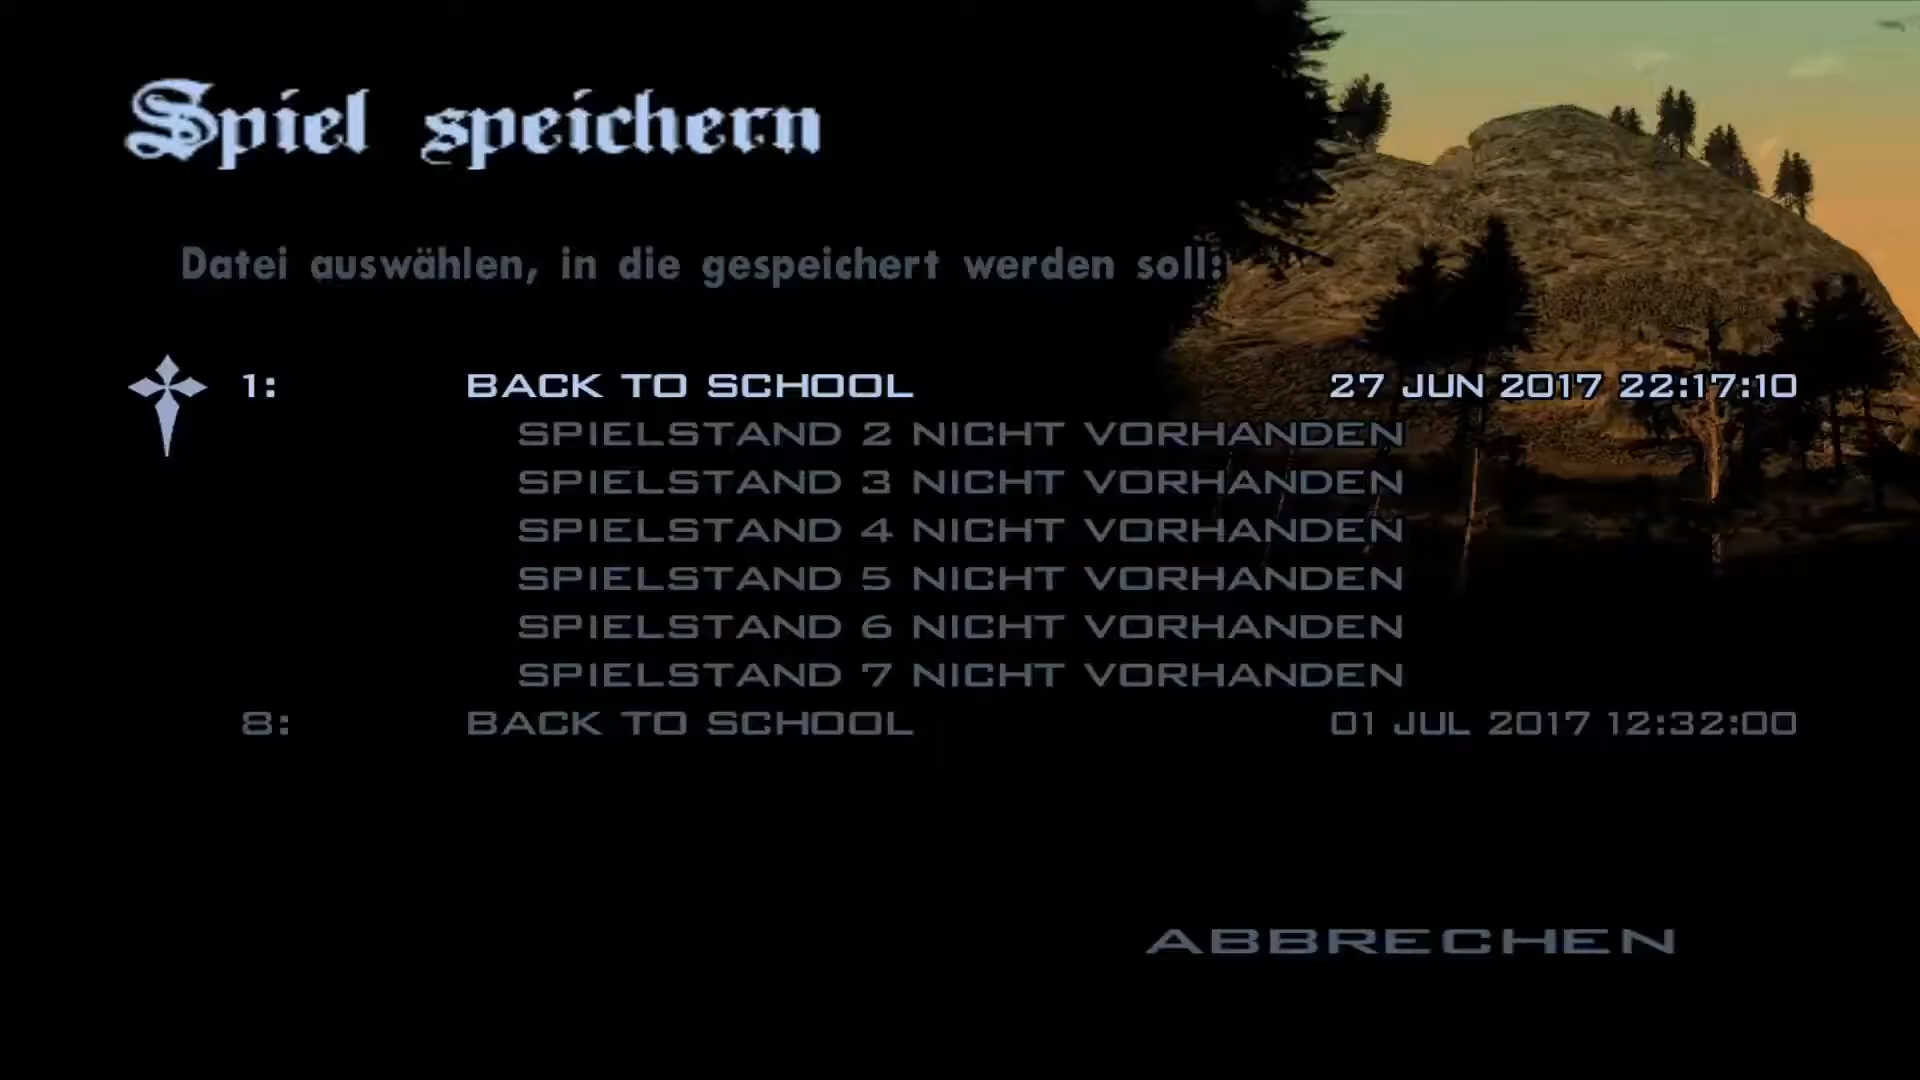 Spiel speichern
Datei auswählen, in die gespeichert werden soll:
1: BACK TO SCHOOL 27 JUN 2017 22:17:10
SPIELSTAND 2 NICHT VORHANDEN
SPIELSTAND 3 NICHT VORHANDEN
SPIELSTAND 4 NICHT VORHANDEN
SPIELSTAND 5 NICHT VORHANDEN
SPIELSTAND 6 NICHT VORHANDEN
SPIELSTAND 7 NICHT VORHANDEN
8: BACK TO SCHOOL 01 JUL 2017 12:32:00
ABBRECHEN